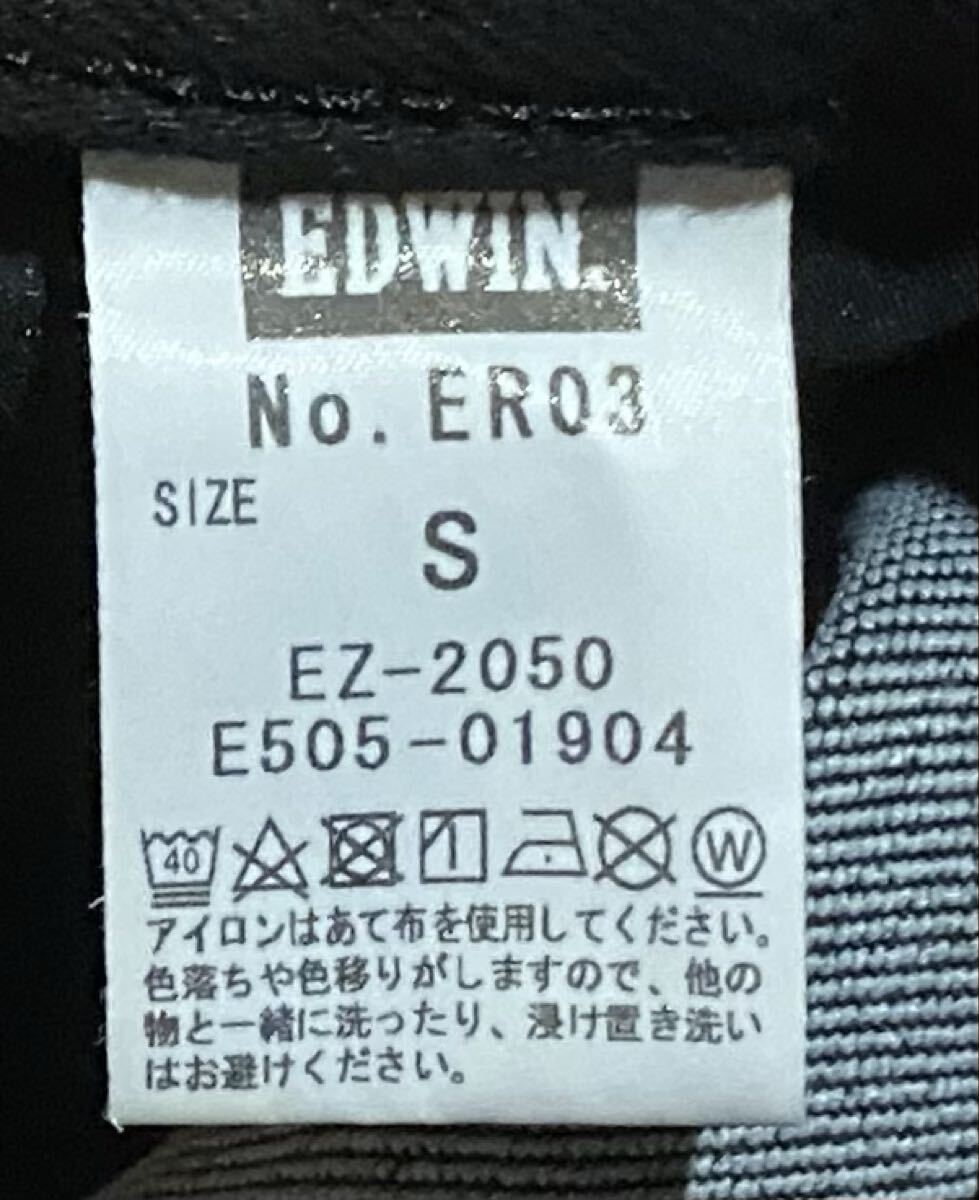 EDWIN.
No. ER03
SIZE
S
EZ-2050
E505-01904
40 W
アイロンはあて布を使用してください。
色落ちや色移りがしますので、他の
物と一緒に洗ったり、浸け置き洗い
はお避けください。